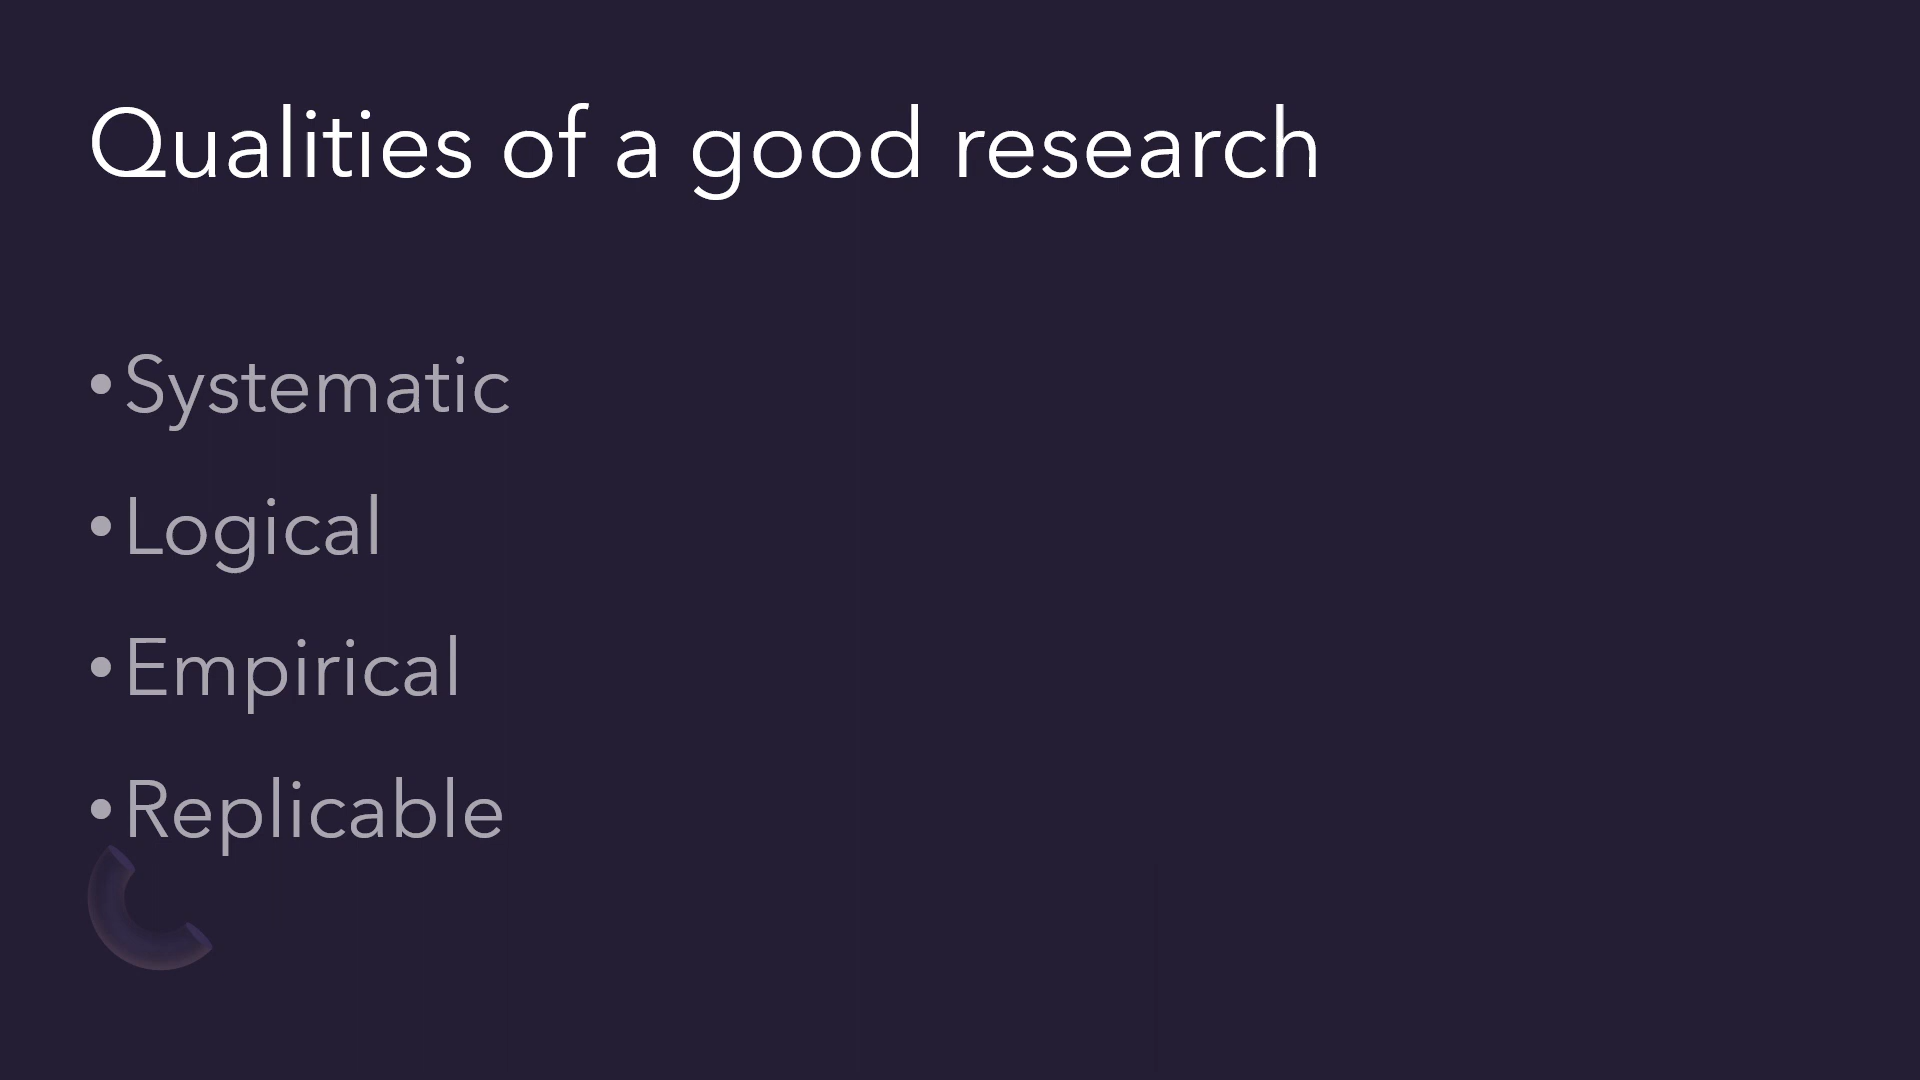 Qualities of a good research
•Systematic
•Logical
•Empirical
•Replicable